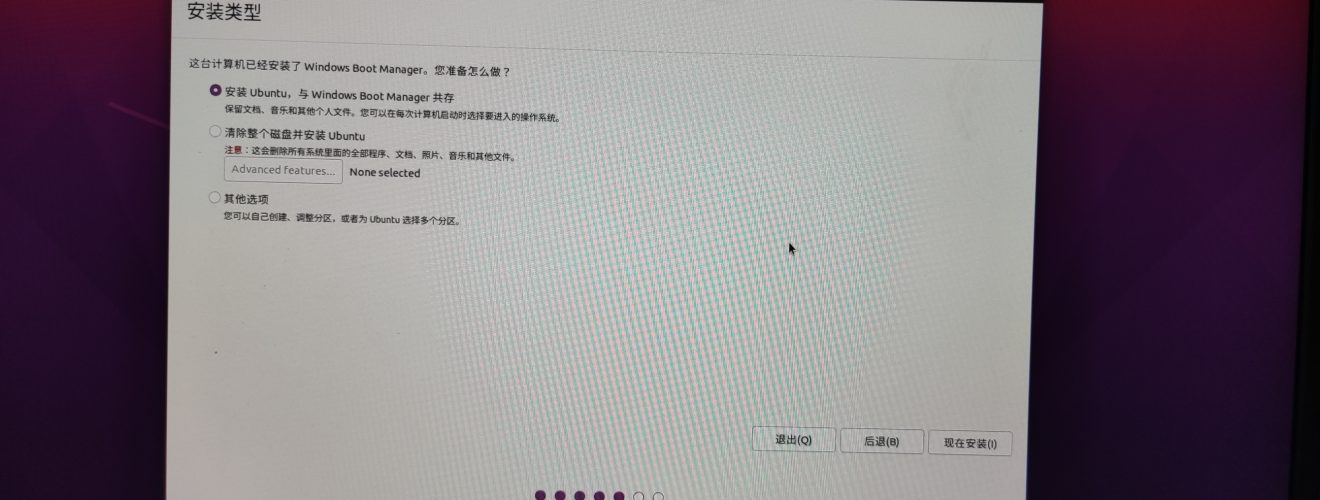 安装类型
这台计算机已经安装了 Windows Boot Manager。您准备怎么做？
安装 Ubuntu，与 Windows Boot Manager 共存
保留文档、音乐和其他个人文件。您可以在每次计算机启动时选择要进入的操作系统。
清除整个磁盘并安装 Ubuntu
注意：这会删除所有系统里面的全部程序、文档、照片、音乐和其他文件。
Advanced features... None selected
其他选项
您可以自己创建、调整分区，或者为 Ubuntu 选择多个分区。
退出(Q) 后退(B) 现在安装(I)